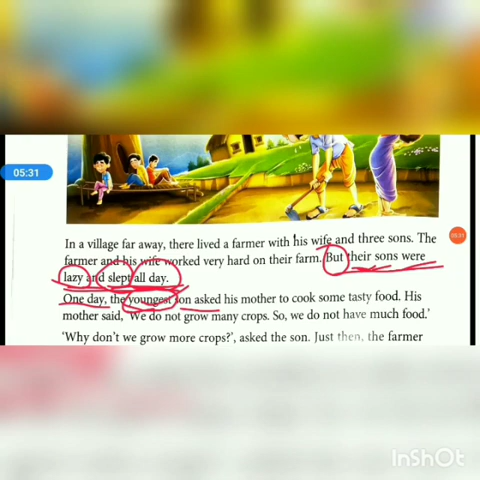 05:31
05:31
In a village far away, there lived a farmer with his wife and three sons. The
farmer and his wife worked very hard on their farm. But their sons were
lazy and slept all day.
One day, the youngest son asked his mother to cook some tasty food. His
mother said, 'We do not grow many crops. So, we do not have much food.'
'Why don't we grow more crops?', asked the son. Just then, the farmer
InShOt